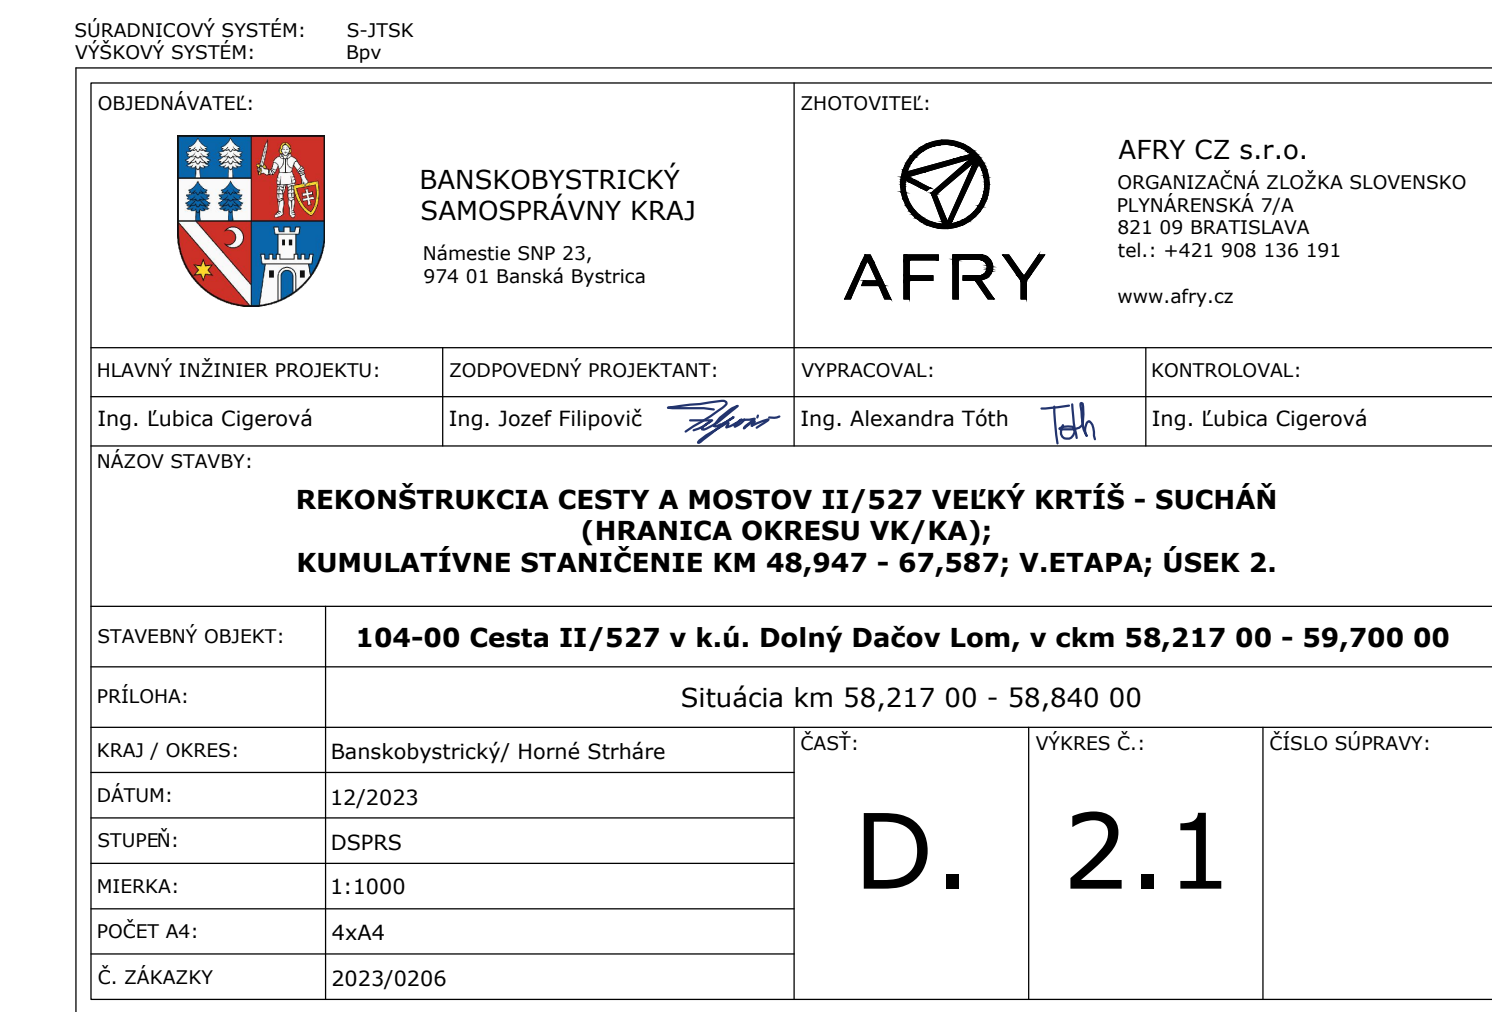 SÚRADNICOVÝ SYSTÉM: S-JTSK
VÝŠKOVÝ SYSTÉM: Bpv
OBJEDNÁVATEĽ:
BANSKOBYSTRICKÝ
SAMOSPRÁVNY KRAJ
Námestie SNP 23,
974 01 Banská Bystrica
ZHOTOVITEĽ:
AFRY
AFRY CZ s.r.o.
ORGANIZAČNÁ ZLOŽKA SLOVENSKO
PLYNÁRENSKÁ 7/A
821 09 BRATISLAVA
tel.: +421 908 136 191
www.afry.cz
HLAVNÝ INŽINIER PROJEKTU: ZODPOVEDNÝ PROJEKTANT: VYPRACOVAL: KONTROLOVAL:
Ing. Ľubica Cigerová Ing. Jozef Filipovič Filipovič Ing. Alexandra Tóth Tóth Ing. Ľubica Cigerová
NÁZOV STAVBY:
REKONŠTRUKCIA CESTY A MOSTOV II/527 VEĽKÝ KRTÍŠ - SUCHÁŇ
(HRANICA OKRESU VK/KA);
KUMULATÍVNE STANIČENIE KM 48,947 - 67,587; V.ETAPA; ÚSEK 2.
STAVEBNÝ OBJEKT: 104-00 Cesta II/527 v k.ú. Dolný Dačov Lom, v ckm 58,217 00 - 59,700 00
PRÍLOHA: Situácia km 58,217 00 - 58,840 00
KRAJ / OKRES: Banskobystrický/ Horné Strháre
DÁTUM: 12/2023
STUPEŇ: DSPRS
MIERKA: 1:1000
POČET A4: 4xA4
Č. ZÁKAZKY 2023/0206
ČASŤ:
D.
VÝKRES Č.:
2.1
ČÍSLO SÚPRAVY: